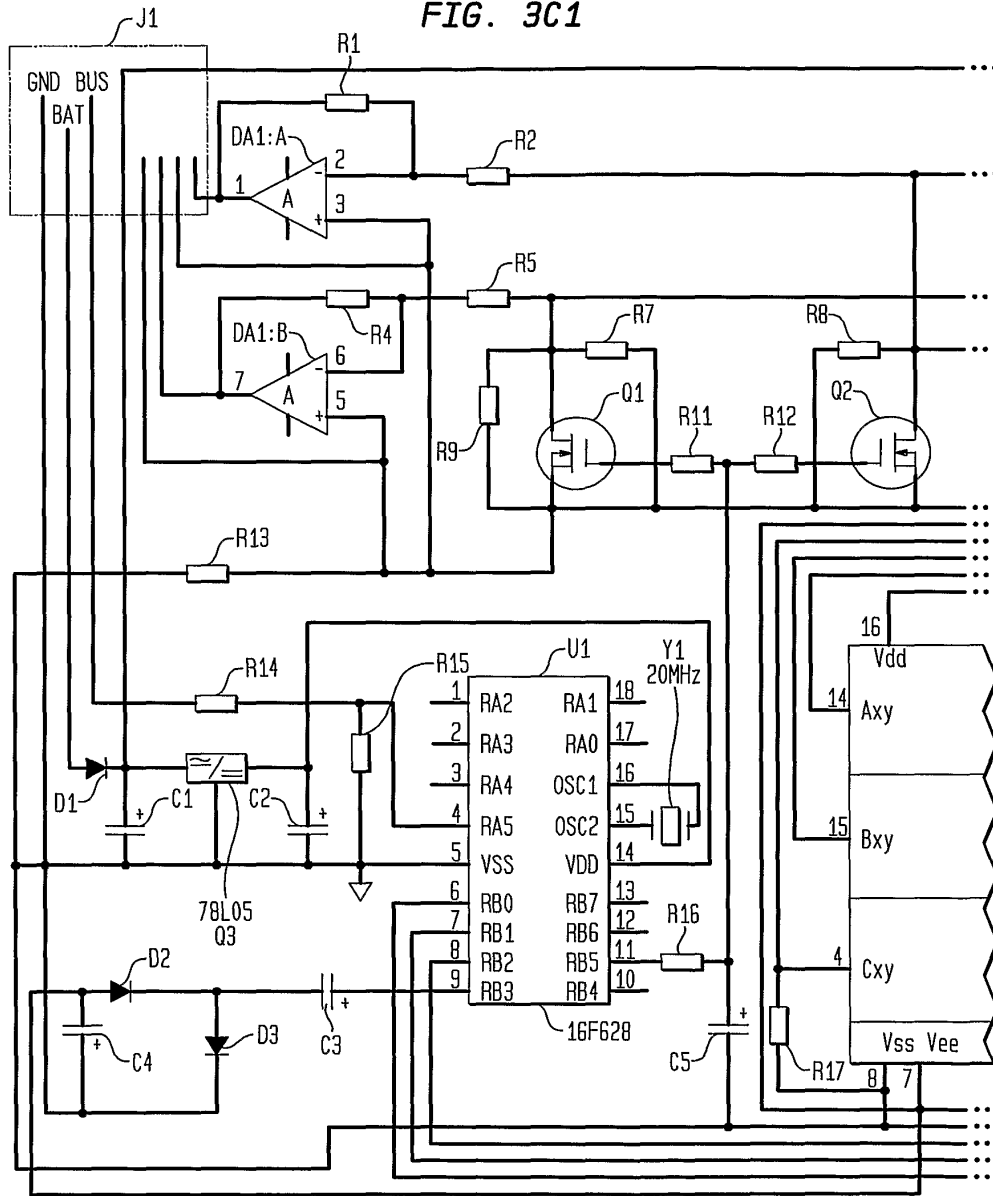 FIG. 3C1
J1
GND BUS
BAT
R1
DA1:A
2
R2
1
A
-
3
+
R5
R4
DA1:B
6
R7
R8
7
A
-
5
+
Q1
Q2
R9
R11
R12
R13
16
Vdd
R14
R15
U1
Y1
20MHz
1 RA2 RA1 18
14 Axy
2 RA3 RA0 17
3 RA4 OSC1 16
D1
C1 +
C2 +
4 RA5 OSC2 15
15 Bxy
5 VSS VDD 14
78L05
Q3
6 RB0 RB7 13
7 RB1 RB6 12
8 RB2 RB5 11
R16
9 RB3 RB4 10
4 Cxy
D2
C3 +
D3
C4 +
16F628
C5 +
R17
Vss Vee
8 7